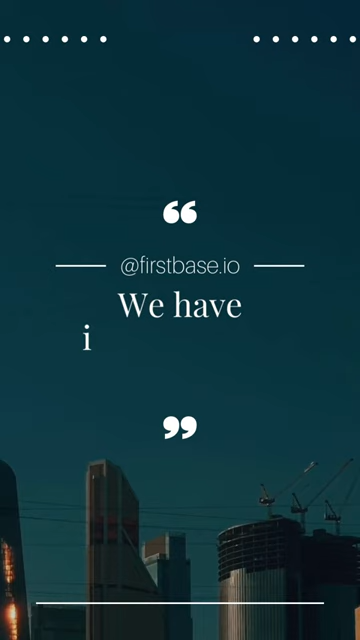 “
@firstbase.io
We have
i
”